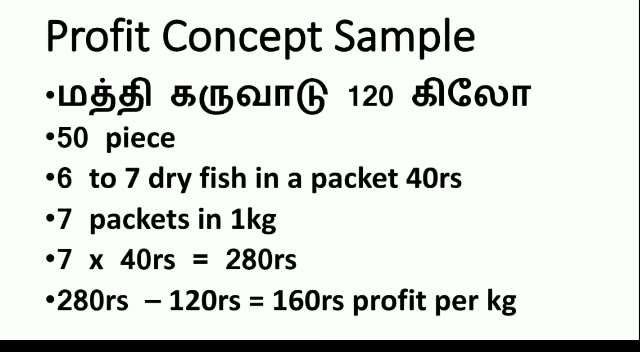 Profit Concept Sample
•மத்தி கருவாடு 120 கிலோ
•50 piece
•6 to 7 dry fish in a packet 40rs
•7 packets in 1kg
•7 x 40rs = 280rs
•280rs – 120rs = 160rs profit per kg